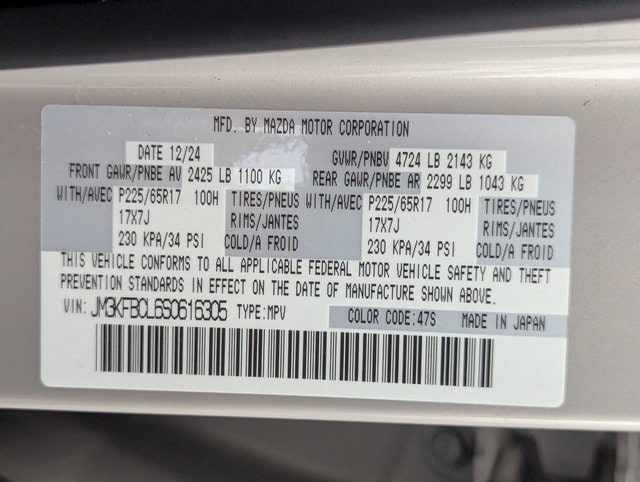 MFD. BY MAZDA MOTOR CORPORATION
DATE 12/24 GVWR/PNBV 4724 LB 2143 KG
FRONT GAWR/PNBE AV 2425 LB 1100 KG REAR GAWR/PNBE AR 2299 LB 1043 KG
WITH/AVEC P225/65R17 100H TIRES/PNEUS WITH/AVEC P225/65R17 100H TIRES/PNEUS
17X7J RIMS/JANTES 17X7J RIMS/JANTES
230 KPA/34 PSI COLD/A FROID 230 KPA/34 PSI COLD/A FROID
THIS VEHICLE CONFORMS TO ALL APPLICABLE FEDERAL MOTOR VEHICLE SAFETY AND THEFT
PREVENTION STANDARDS IN EFFECT ON THE DATE OF MANUFACTURE SHOWN ABOVE.
VIN: JM3KFBCL6S0616305 TYPE:MPV COLOR CODE:47S MADE IN JAPAN